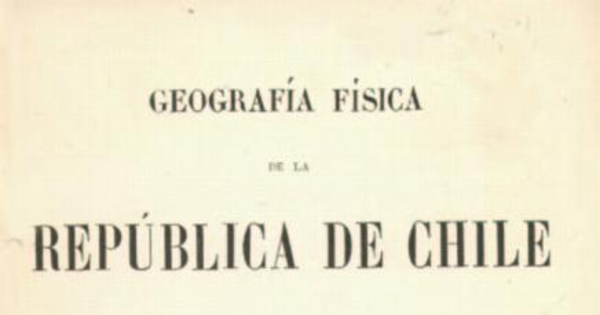 GEOGRAFÍA FÍSICA
DE LA
REPÚBLICA DE CHILE